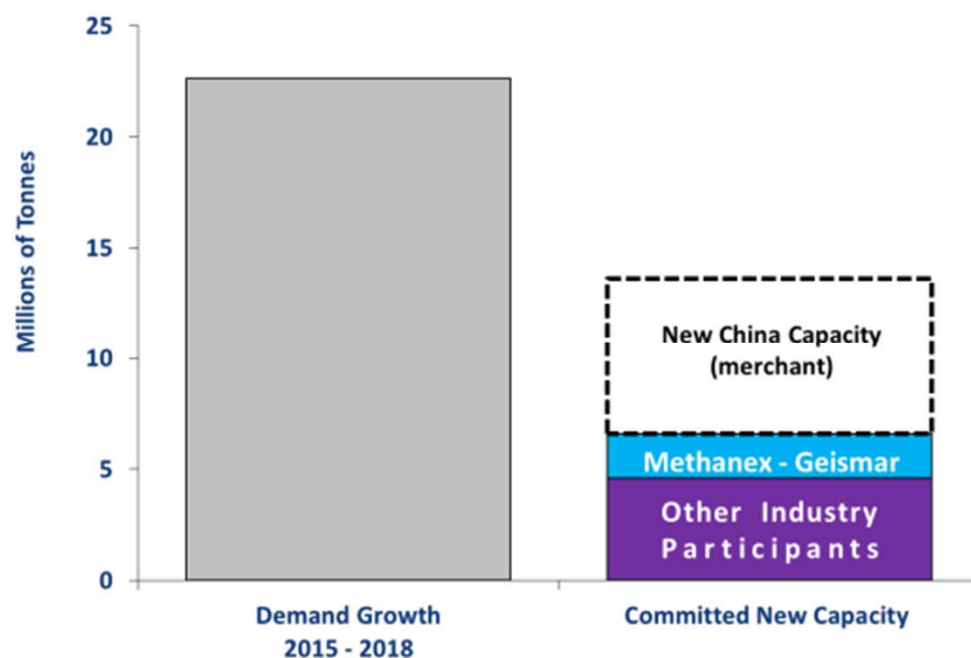 Millions of Tonnes
25
20
15
10
5
0
New China Capacity
(merchant)
Methanex - Geismar
Other Industry
Participants
Demand Growth
2015 - 2018
Committed New Capacity